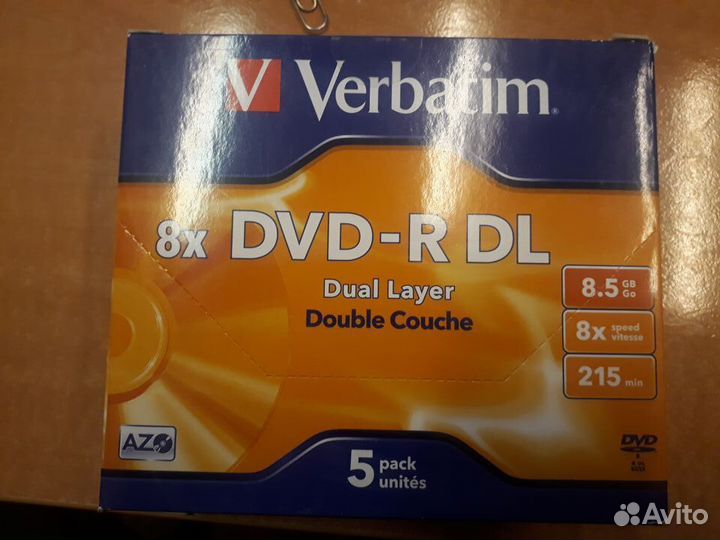 Verbatim
8x DVD-R DL
Dual Layer
Double Couche
8.5 GB Go
8x speed vitesse
215 min
AZO
5 pack unités
DVD
R
Avito